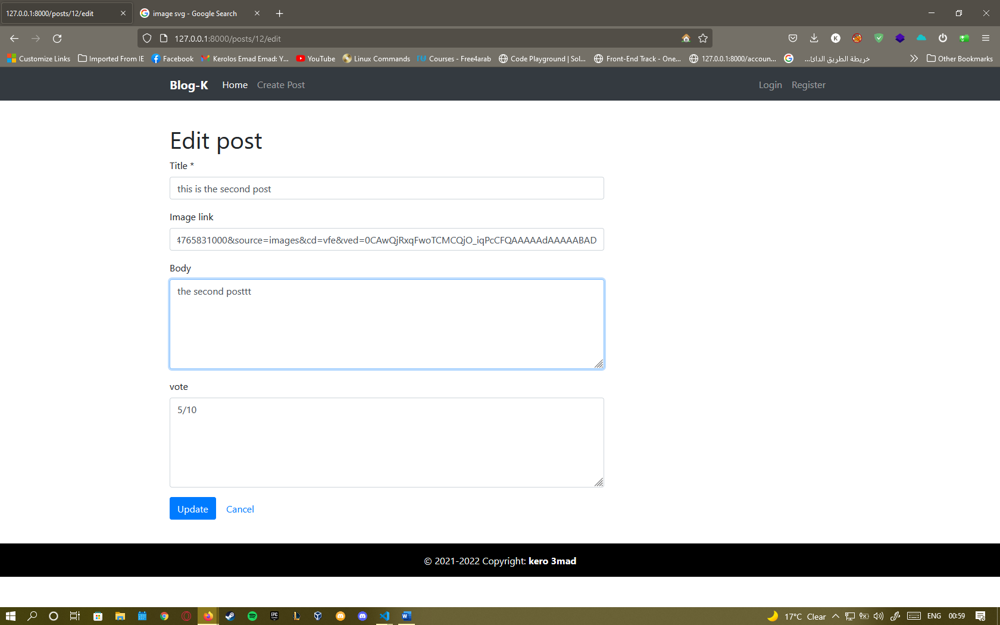 127.0.0.1:8000/posts/12/edit
image svg - Google Search
127.0.0.1:8000/posts/12/edit
K
Customize Links
Imported From IE
Facebook
Kerolos Emad Emad: Y...
YouTube
Linux Commands
Courses - Free4arab
Code Playground | Sol...
Front-End Track - One...
127.0.0.1:8000/accoun...
خريطة الطريق الدائ...
Other Bookmarks
Blog-K
Home
Create Post
Login
Register
Edit post
Title *
this is the second post
Image link
4765831000&source=images&cd=vfe&ved=0CAwQjRxqFwoTCMCQjO_iqPcCFQAAAAAdAAAAABAD
Body
the second posttt
vote
5/10
Update
Cancel
© 2021-2022 Copyright: kero 3mad
EPIC
17°C Clear
ENG
00:59